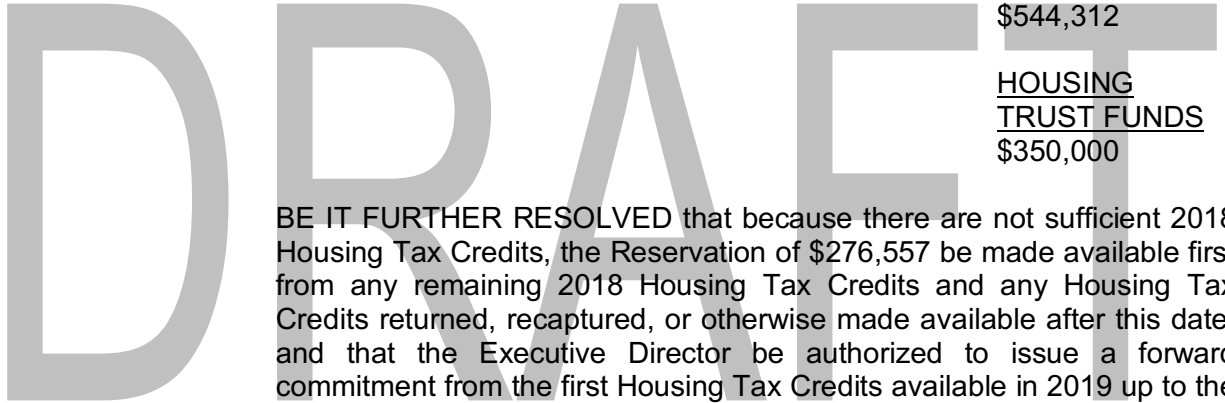 $544,312
HOUSING
TRUST FUNDS
$350,000
DRAFT
BE IT FURTHER RESOLVED that because there are not sufficient 2018
Housing Tax Credits, the Reservation of $276,557 be made available first
from any remaining 2018 Housing Tax Credits and any Housing Tax
Credits returned, recaptured, or otherwise made available after this date,
and that the Executive Director be authorized to issue a forward
commitment from the first Housing Tax Credits available in 2019 up to the